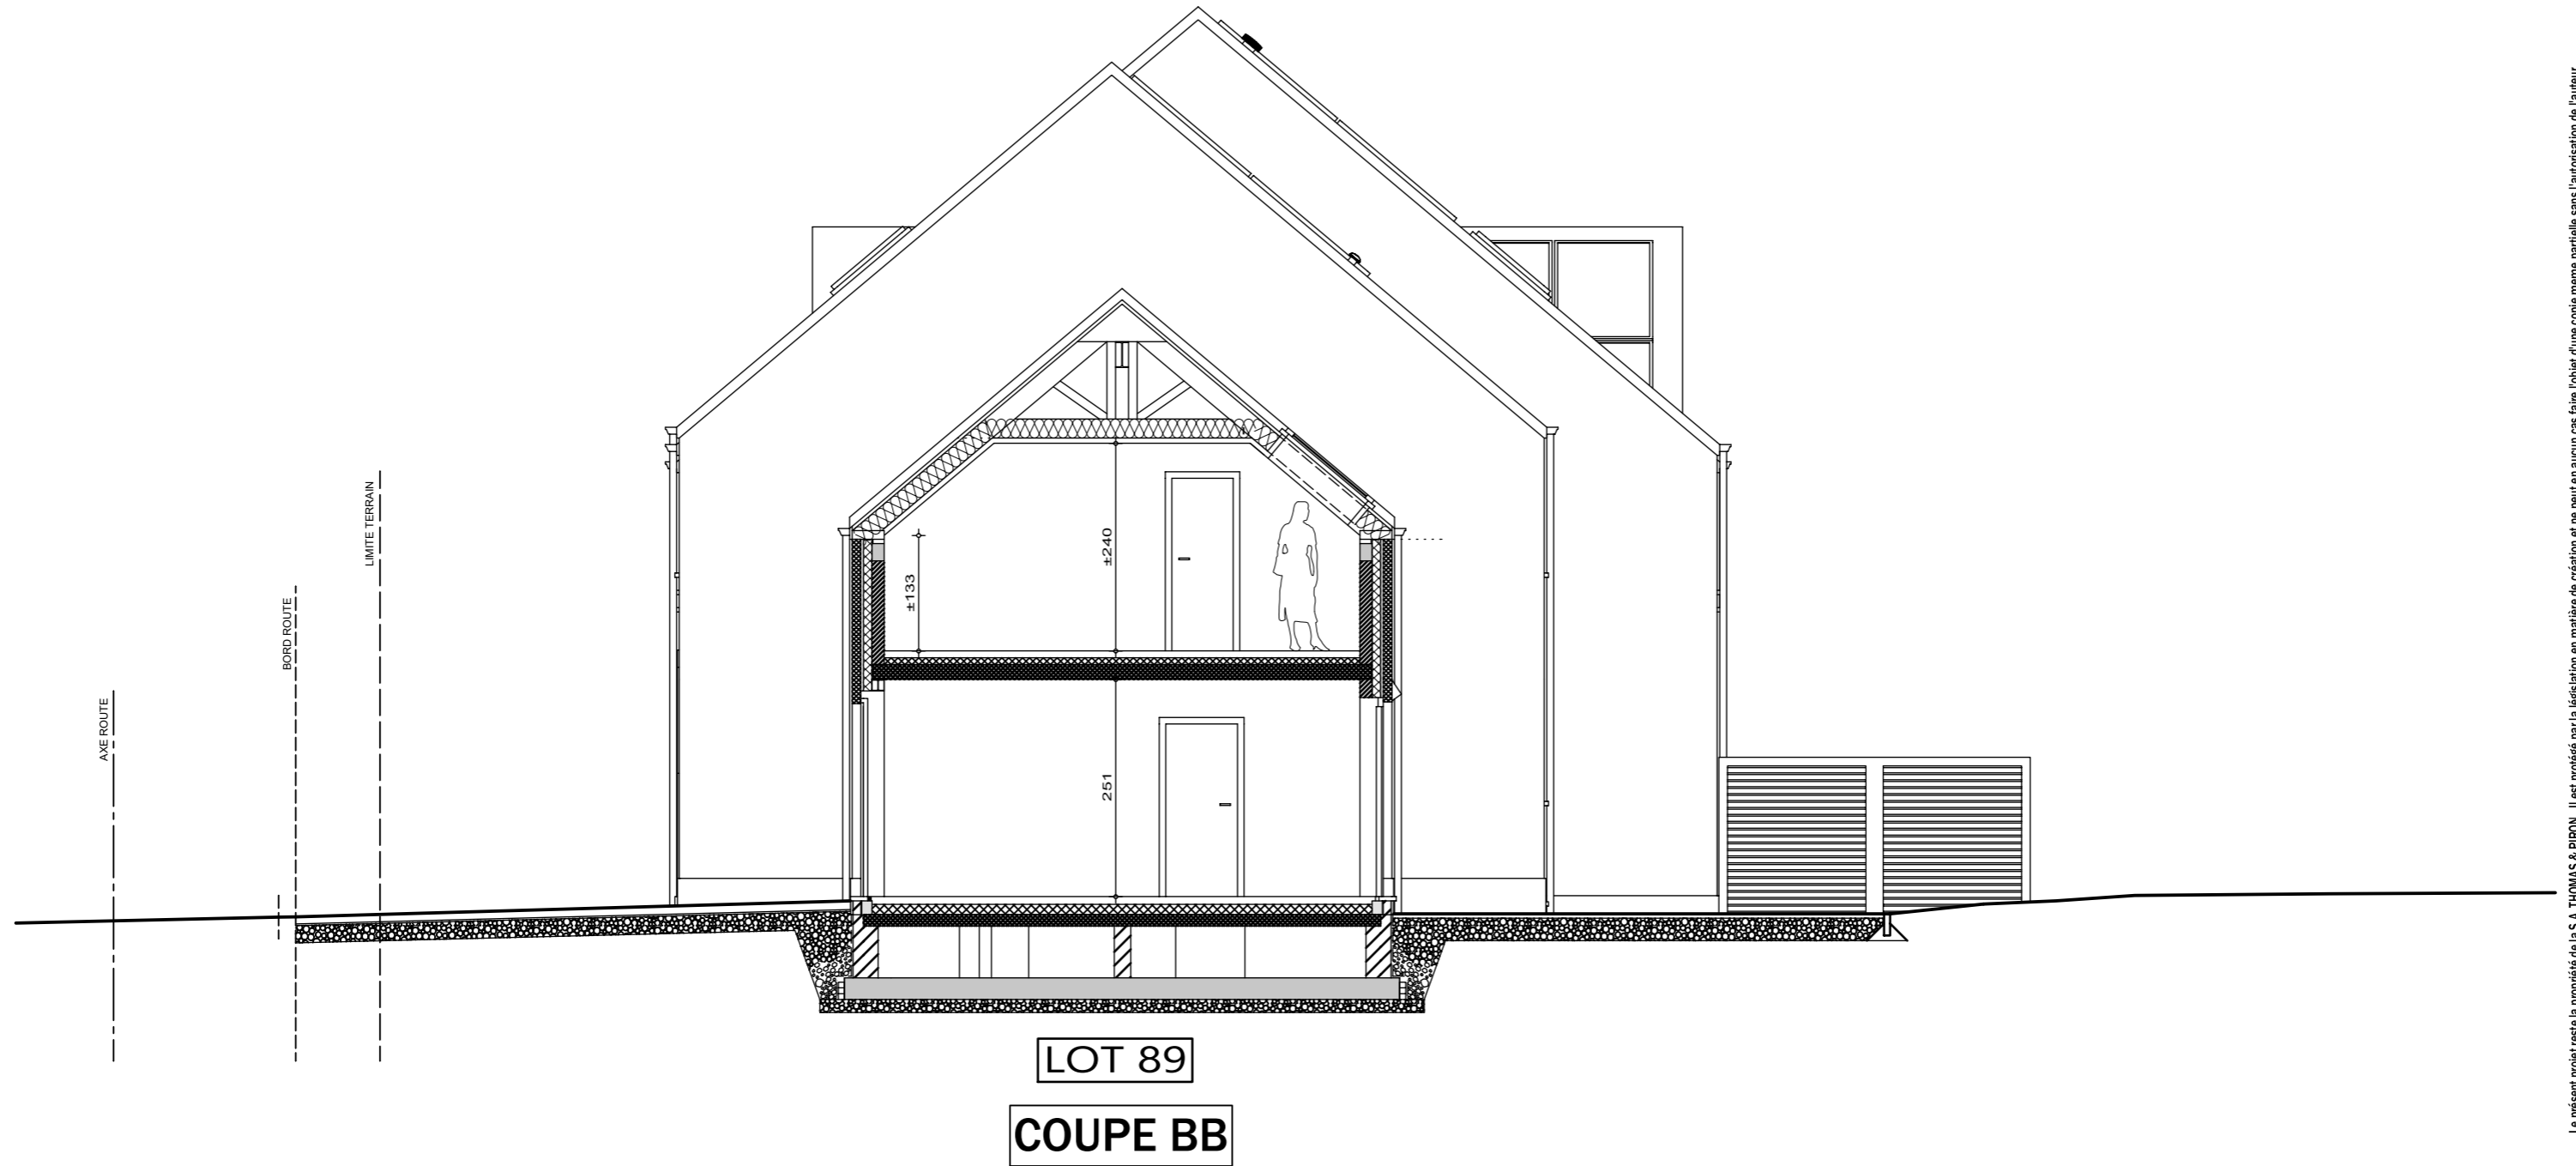 AXE ROUTE
BORD ROUTE
LIMITE TERRAIN
±133
±240
251
LOT 89
COUPE BB
Le présent projet reste la propriété de la S.A. THOMAS & PIRON. Il est protégé par la législation en matière de création et ne peut en aucun cas faire l'objet d'une copie meme partielle sans l'autorisation de l'auteur